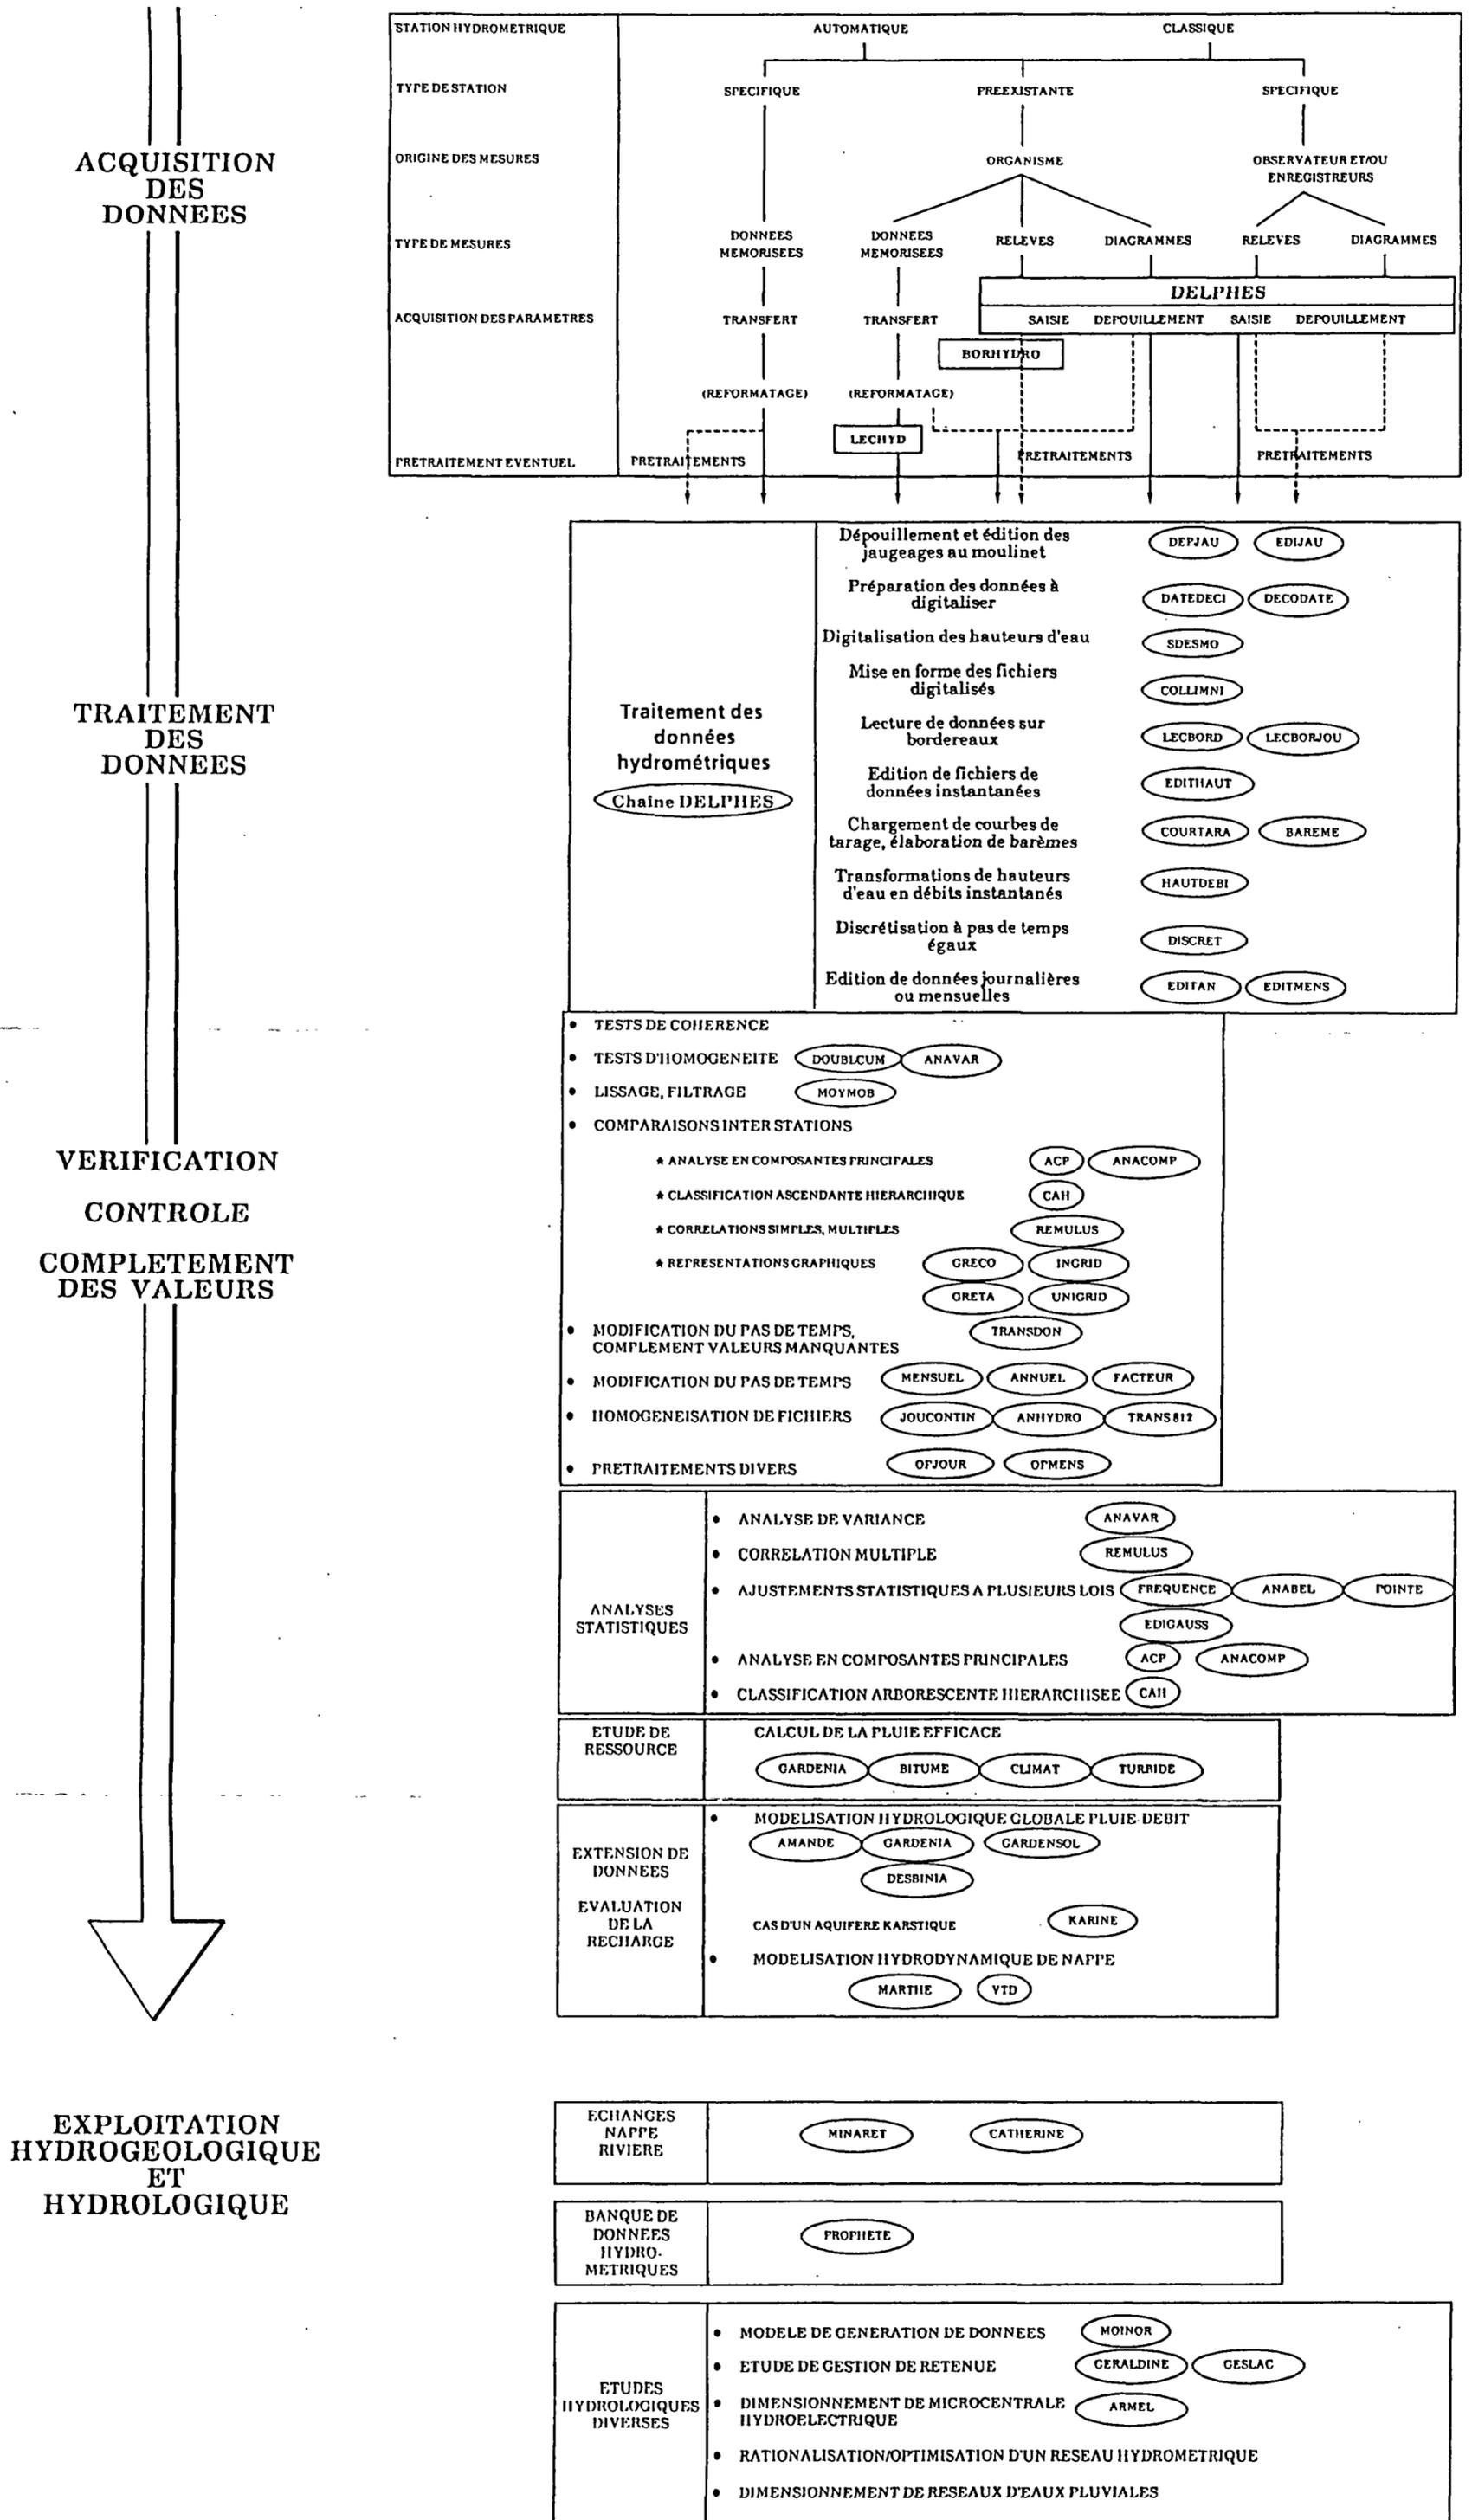 STATION HYDROMETRIQUE
AUTOMATIQUE
CLASSIQUE
TYPE DE STATION
SPECIFIQUE
PREEXISTANTE
SPECIFIQUE
ACQUISITION
DES
DONNEES
ORIGINE DES MESURES
ORGANISME
OBSERVATEUR ET/OU
ENREGISTREURS
TYPE DE MESURES
DONNEES
MEMORISEES
DONNEES
MEMORISEES
RELEVES
DIAGRAMMES
RELEVES
DIAGRAMMES
DELPHES
ACQUISITION DES PARAMETRES
TRANSFERT
TRANSFERT
SAISIE
DEPOUILLEMENT
SAISIE
DEPOUILLEMENT
BORHYDRO
(REFORMATAGE)
(REFORMATAGE)
LECHYD
PRETRAITEMENT EVENTUEL
PRETRAITEMENTS
PRETRAITEMENTS
PRETRAITEMENTS
TRAITEMENT
DES
DONNEES
Traitement des
données
hydrométriques
Chaîne DELPHES
Dépouillement et édition des
jaugeages au moulinet
DEPJAU
EDIJAU
Préparation des données à
digitaliser
DATEDECI
DECODATE
Digitalisation des hauteurs d'eau
SDESMO
Mise en forme des fichiers
digitalisés
COLLIMNI
Lecture de données sur
bordereaux
LECBORD
LECBORJOU
Edition de fichiers de
données instantanées
EDITHAUT
Chargement de courbes de
tarage, élaboration de barèmes
COURTARA
BAREME
Transformations de hauteurs
d'eau en débits instantanés
HAUTDEBI
Discrétisation à pas de temps
égaux
DISCRET
Edition de données journalières
ou mensuelles
EDITAN
EDITMENS
VERIFICATION
CONTROLE
COMPLETEMENT
DES VALEURS
• TESTS DE COHERENCE
• TESTS D'HOMOGENEITE
DOUBLCUM
ANAVAR
• LISSAGE, FILTRAGE
MOYMOB
• COMPARAISONS INTER STATIONS
* ANALYSE EN COMPOSANTES PRINCIPALES
ACP
ANACOMP
* CLASSIFICATION ASCENDANTE HIERARCHIQUE
CAH
* CORRELATIONS SIMPLES, MULTIPLES
REMULUS
* REPRESENTATIONS GRAPHIQUES
GRECO
INGRID
GRETA
UNIGRID
• MODIFICATION DU PAS DE TEMPS,
COMPLEMENT VALEURS MANQUANTES
TRANSDON
• MODIFICATION DU PAS DE TEMPS
MENSUEL
ANNUEL
FACTEUR
• HOMOGENEISATION DE FICHIERS
JOUCONTIN
ANHYDRO
TRANS812
• PRETRAITEMENTS DIVERS
OPJOUR
OPMENS
ANALYSES
STATISTIQUES
• ANALYSE DE VARIANCE
ANAVAR
• CORRELATION MULTIPLE
REMULUS
• AJUSTEMENTS STATISTIQUES A PLUSIEURS LOIS
FREQUENCE
ANABEL
POINTE
EDIGAUSS
• ANALYSE EN COMPOSANTES PRINCIPALES
ACP
ANACOMP
• CLASSIFICATION ARBORESCENTE HIERARCHISEE
CAH
ETUDE DE
RESSOURCE
CALCUL DE LA PLUIE EFFICACE
GARDENIA
BITUME
CLIMAT
TURBIDE
EXTENSION DE
DONNEES
EVALUATION
DE LA
RECHARGE
• MODELISATION HYDROLOGIQUE GLOBALE PLUIE-DEBIT
AMANDE
GARDENIA
GARDENSOL
DESBINIA
CAS D'UN AQUIFERE KARSTIQUE
KARINE
• MODELISATION HYDRODYNAMIQUE DE NAPPE
MARTHE
VTD
EXPLOITATION
HYDROGEOLOGIQUE
ET
HYDROLOGIQUE
ECHANGES
NAPPE
RIVIERE
MINARET
CATHERINE
BANQUE DE
DONNEES
HYDRO-
METRIQUES
PROPHETE
ETUDES
HYDROLOGIQUES
DIVERSES
• MODELE DE GENERATION DE DONNEES
MOINOR
• ETUDE DE GESTION DE RETENUE
GERALDINE
GESLAC
• DIMENSIONNEMENT DE MICROCENTRALE
HYDROELECTRIQUE
ARMEL
• RATIONALISATION/OPTIMISATION D'UN RESEAU HYDROMETRIQUE
• DIMENSIONNEMENT DE RESEAUX D'EAUX PLUVIALES